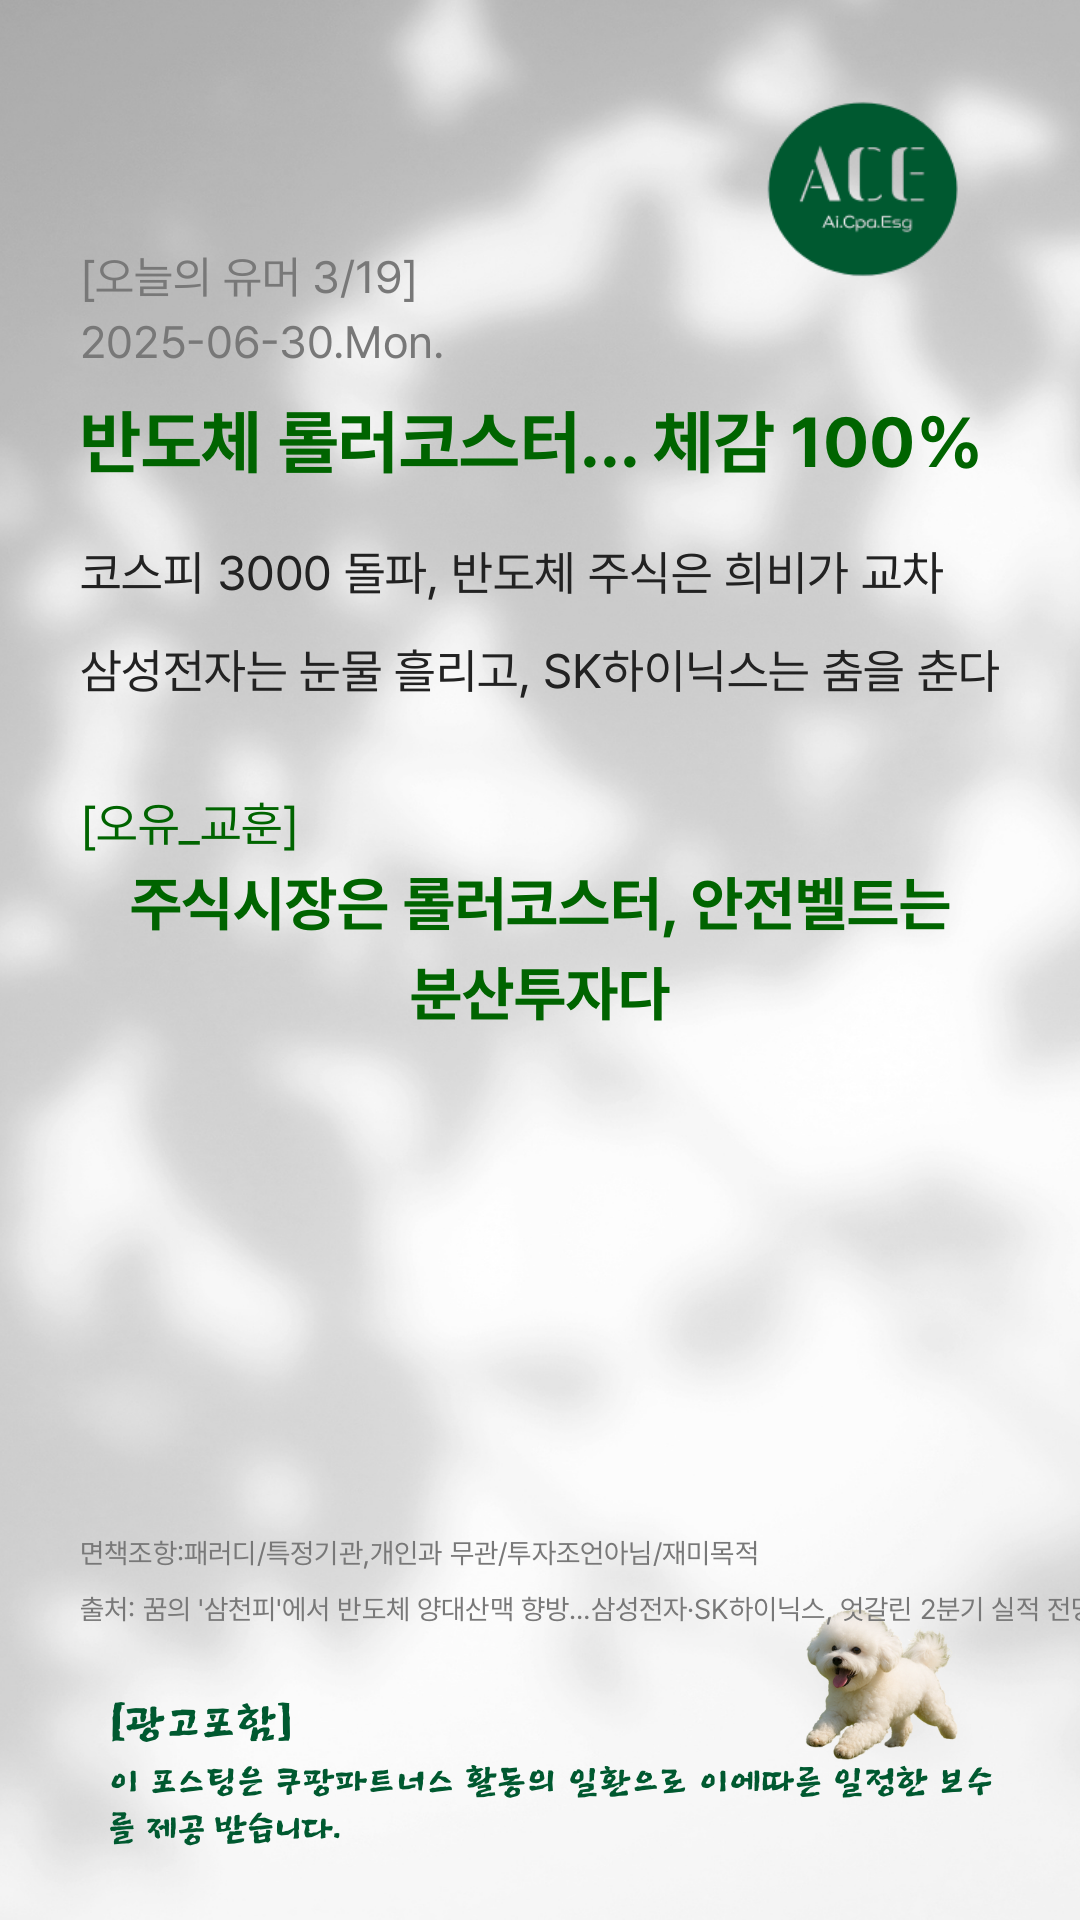 ACE
Ai.Cpa.Esg
[오늘의 유머 3/19]
2025-06-30.Mon.
반도체 롤러코스터... 체감 100%
코스피 3000 돌파, 반도체 주식은 희비가 교차
삼성전자는 눈물 흘리고, SK하이닉스는 춤을 춘다
[오유_교훈]
주식시장은 롤러코스터, 안전벨트는
분산투자다
면책조항:패러디/특정기관,개인과 무관/투자조언아님/재미목적
출처: 꿈의 '삼천피'에서 반도체 양대산맥 향방...삼성전자·SK하이닉스, 엇갈린 2분기 실적
[광고포함]
이 포스팅은 쿠팡파트너스 활동의 일환으로 이에따른 일정한 보수
를 제공 받습니다.